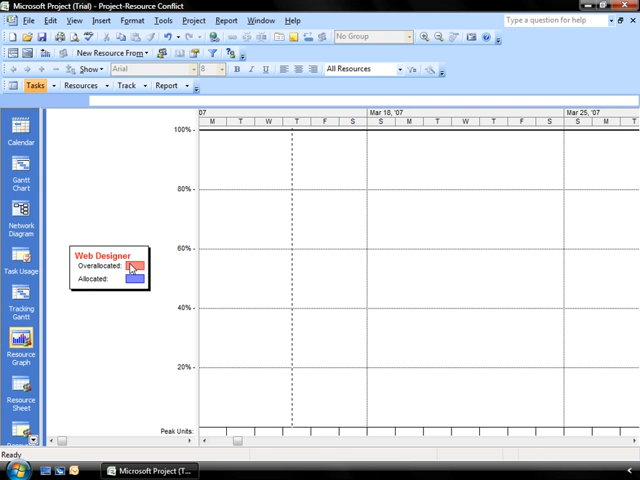 Microsoft Project (Trial) - Project-Resource Conflict
File Edit View Insert Format Tools Project Report Window Help
Type a question for help
No Group
New Resource From
Show Arial 8 B I U All Resources
Tasks Resources Track Report
07 Mar 18, '07 Mar 25, '07
M T W T F S S M T W T F S S M T
Calendar
Gantt Chart
Network Diagram
Task Usage
Tracking Gantt
Resource Graph
Resource Sheet
Web Designer
Overallocated:
Allocated:
100%
80%
60%
40%
20%
Peak Units:
Ready
Microsoft Project (T...